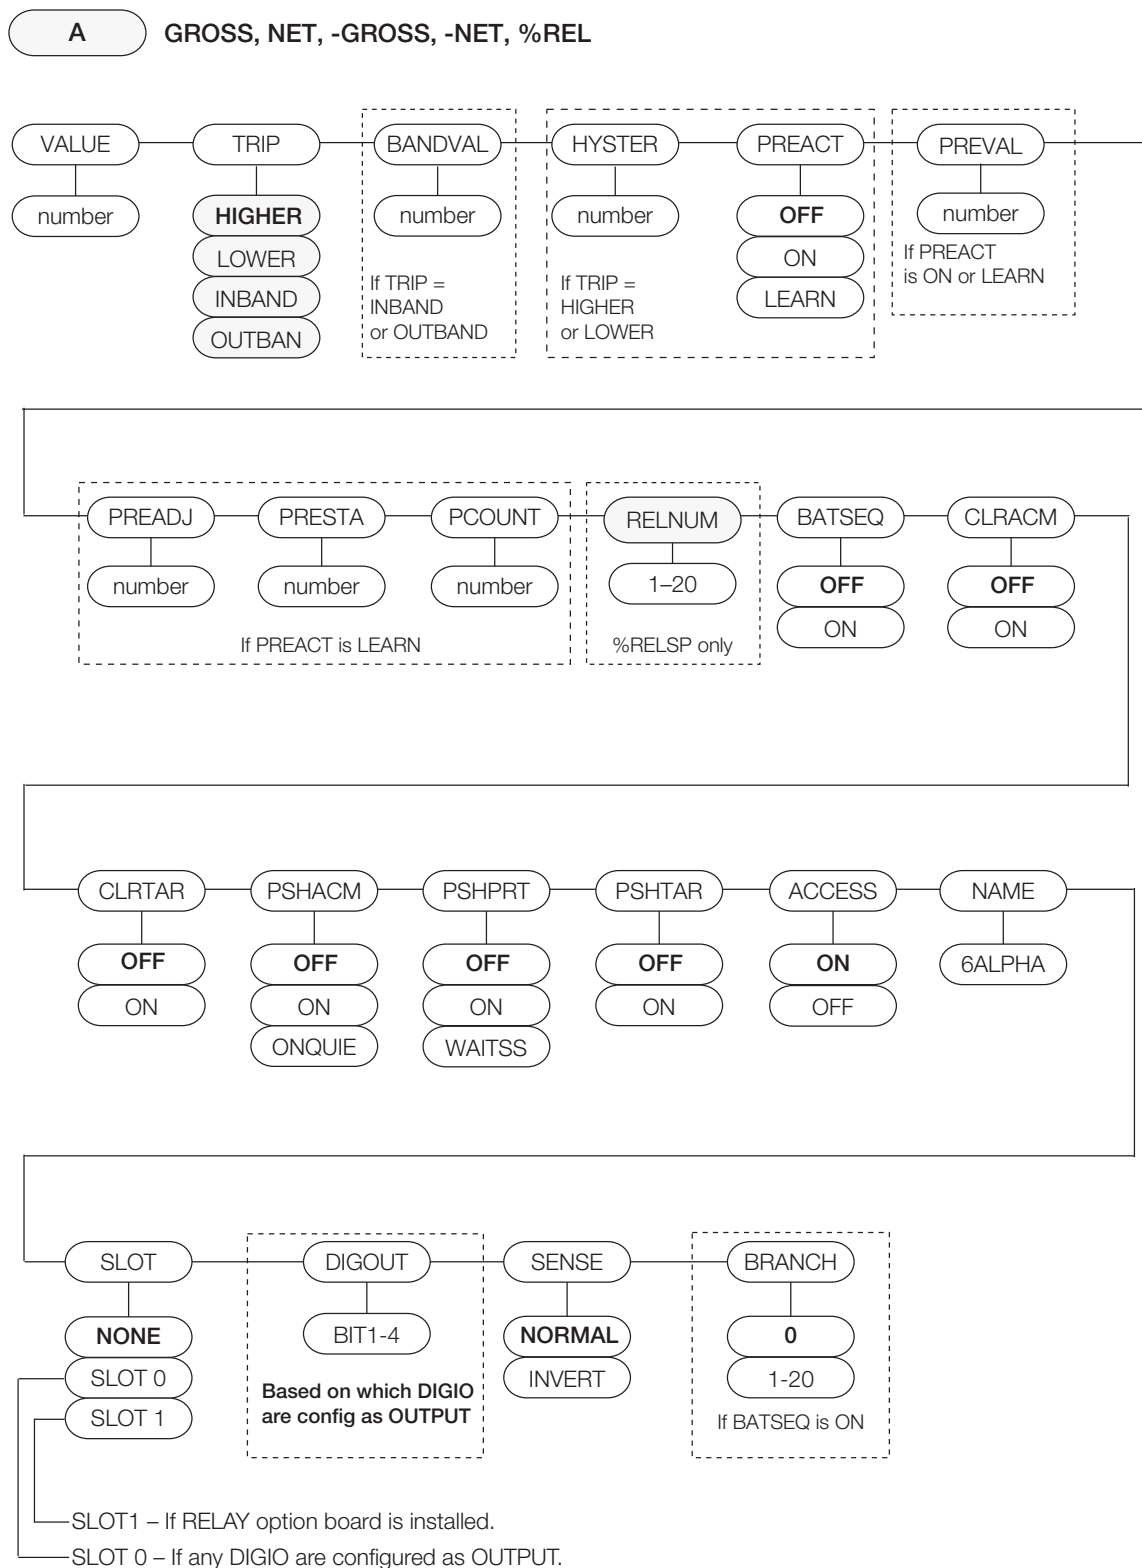 A GROSS, NET, -GROSS, -NET, %REL
VALUE TRIP BANDVAL HYSTER PREACT PREVAL
number HIGHER number number OFF number
LOWER ON
INBAND LEARN
OUTBAN
If TRIP =
INBAND
or OUTBAND
If TRIP =
HIGHER
or LOWER
If PREACT
is ON or LEARN
PREADJ PRESTA PCOUNT RELNUM BATSEQ CLRACM
number number number 1–20 OFF OFF
ON ON
If PREACT is LEARN
%RELSP only
CLRTAR PSHACM PSHPRT PSHTAR ACCESS NAME
OFF OFF OFF OFF ON 6ALPHA
ON ON ON ON OFF
ONQUIE WAITSS
SLOT DIGOUT SENSE BRANCH
NONE BIT1-4 NORMAL 0
SLOT 0 INVERT 1-20
SLOT 1
Based on which DIGIO
are config as OUTPUT
If BATSEQ is ON
SLOT1 – If RELAY option board is installed.
SLOT 0 – If any DIGIO are configured as OUTPUT.